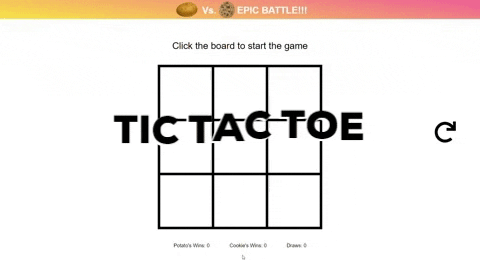 Vs. EPIC BATTLE!!!
Click the board to start the game
TIC TAC TOE
Potato's Wins: 0 Cookie's Wins: 0 Draws: 0